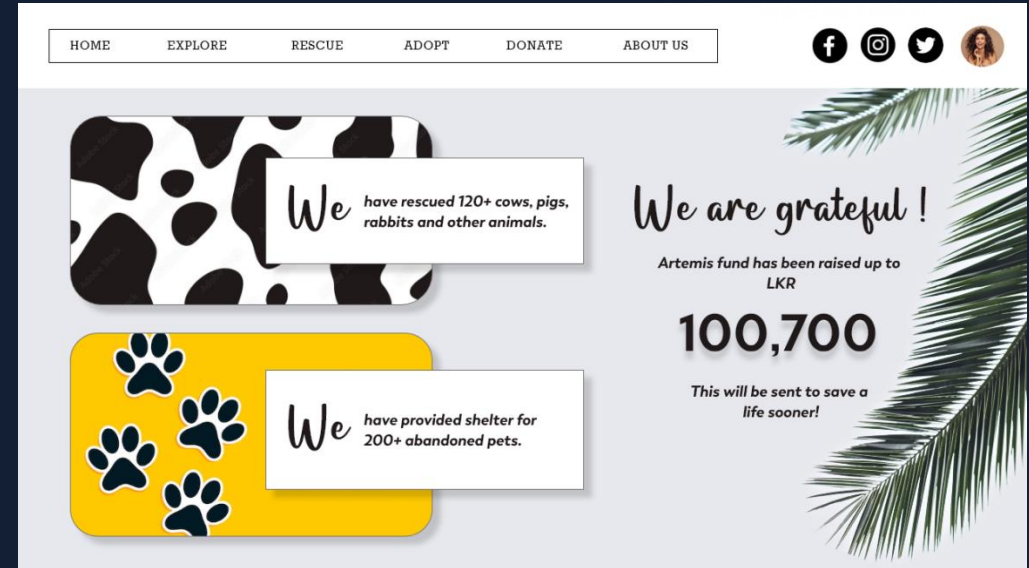 HOME EXPLORE RESCUE ADOPT DONATE ABOUT US
We have rescued 120+ cows, pigs,
rabbits and other animals.
We have provided shelter for
200+ abandoned pets.
We are grateful !
Artemis fund has been raised up to
LKR
100,700
This will be sent to save a
life sooner!